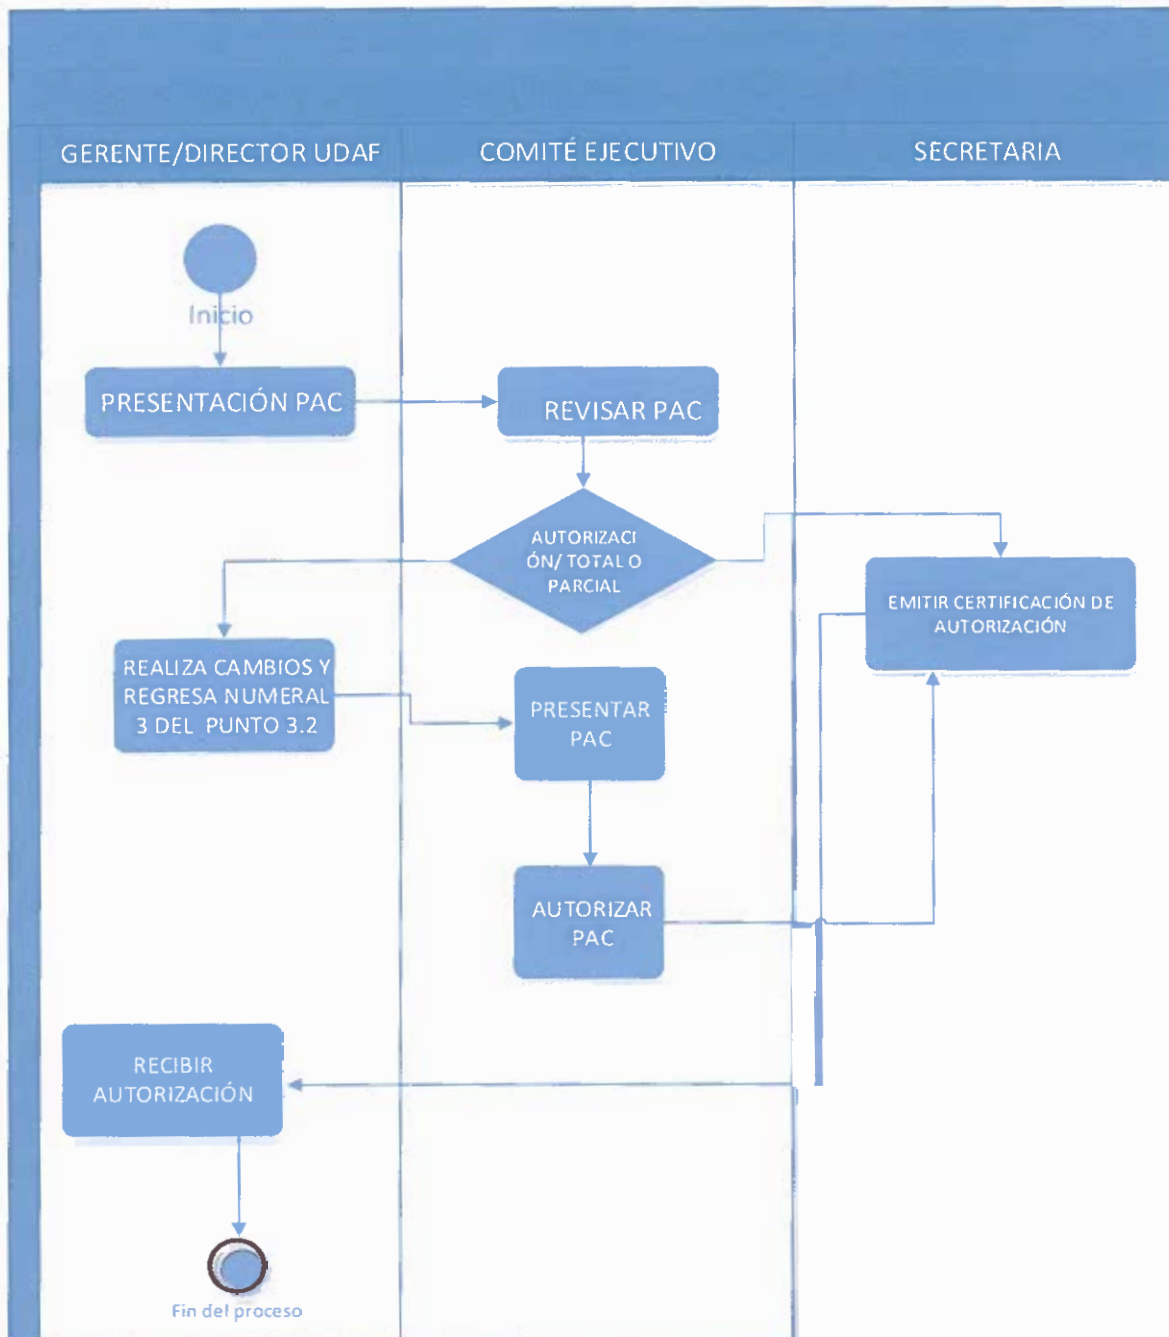 GERENTE/DIRECTOR UDAF
COMITÉ EJECUTIVO
SECRETARIA
Inicio
PRESENTACIÓN PAC
REVISAR PAC
AUTORIZACI
ÓN/ TOTAL O
PARCIAL
EMITIR CERTIFICACIÓN DE
AUTORIZACIÓN
REALIZA CAMBIOS Y
REGRESA NUMERAL
3 DEL PUNTO 3.2
PRESENTAR
PAC
AUTORIZAR
PAC
RECIBIR
AUTORIZACIÓN
Fin del proceso